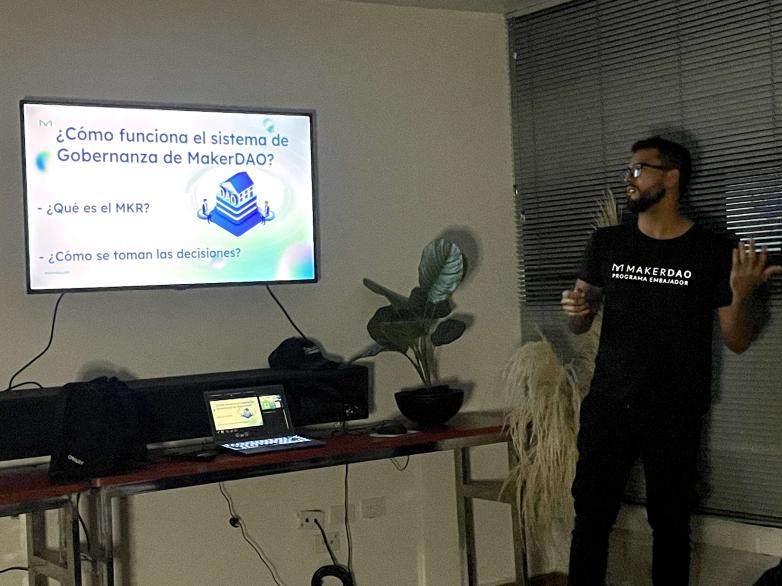 ¿Cómo funciona el sistema de
Gobernanza de MakerDAO?
- ¿Qué es el MKR?
- ¿Cómo se toman las decisiones?
DAO
MAKERDAO
PROGRAMA EMBAJADOR